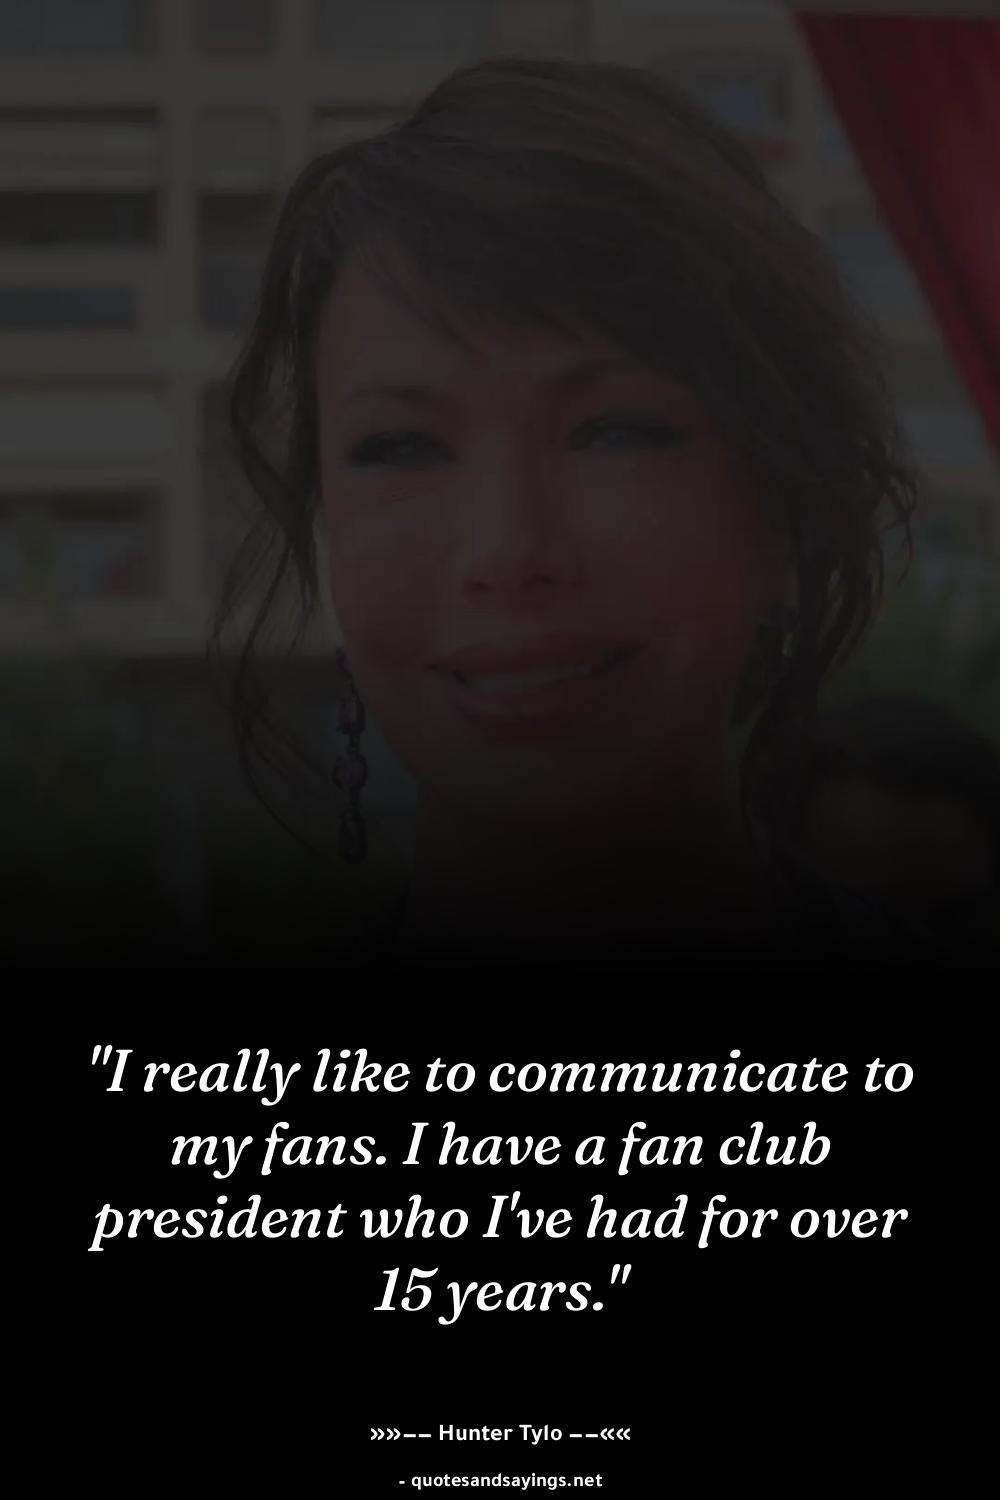 "I really like to communicate to
my fans. I have a fan club
president who I've had for over
15 years."
»»–– Hunter Tylo ––««
- quotesandsayings.net